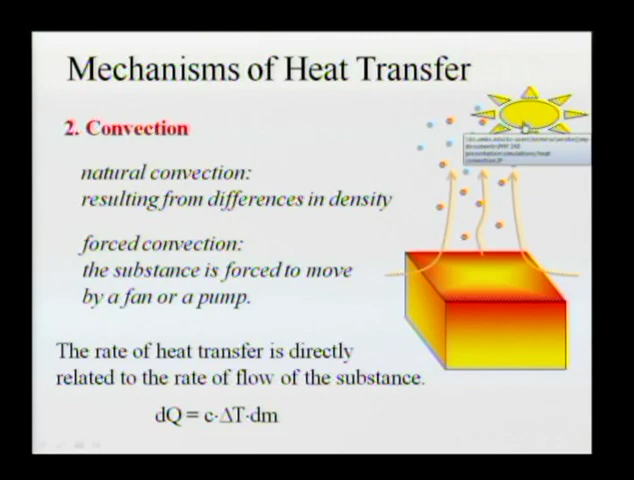 Mechanisms of Heat Transfer
2. Convection
natural convection:
resulting from differences in density
forced convection:
the substance is forced to move
by a fan or a pump.
The rate of heat transfer is directly
related to the rate of flow of the substance.
dQ = c·ΔT·dm